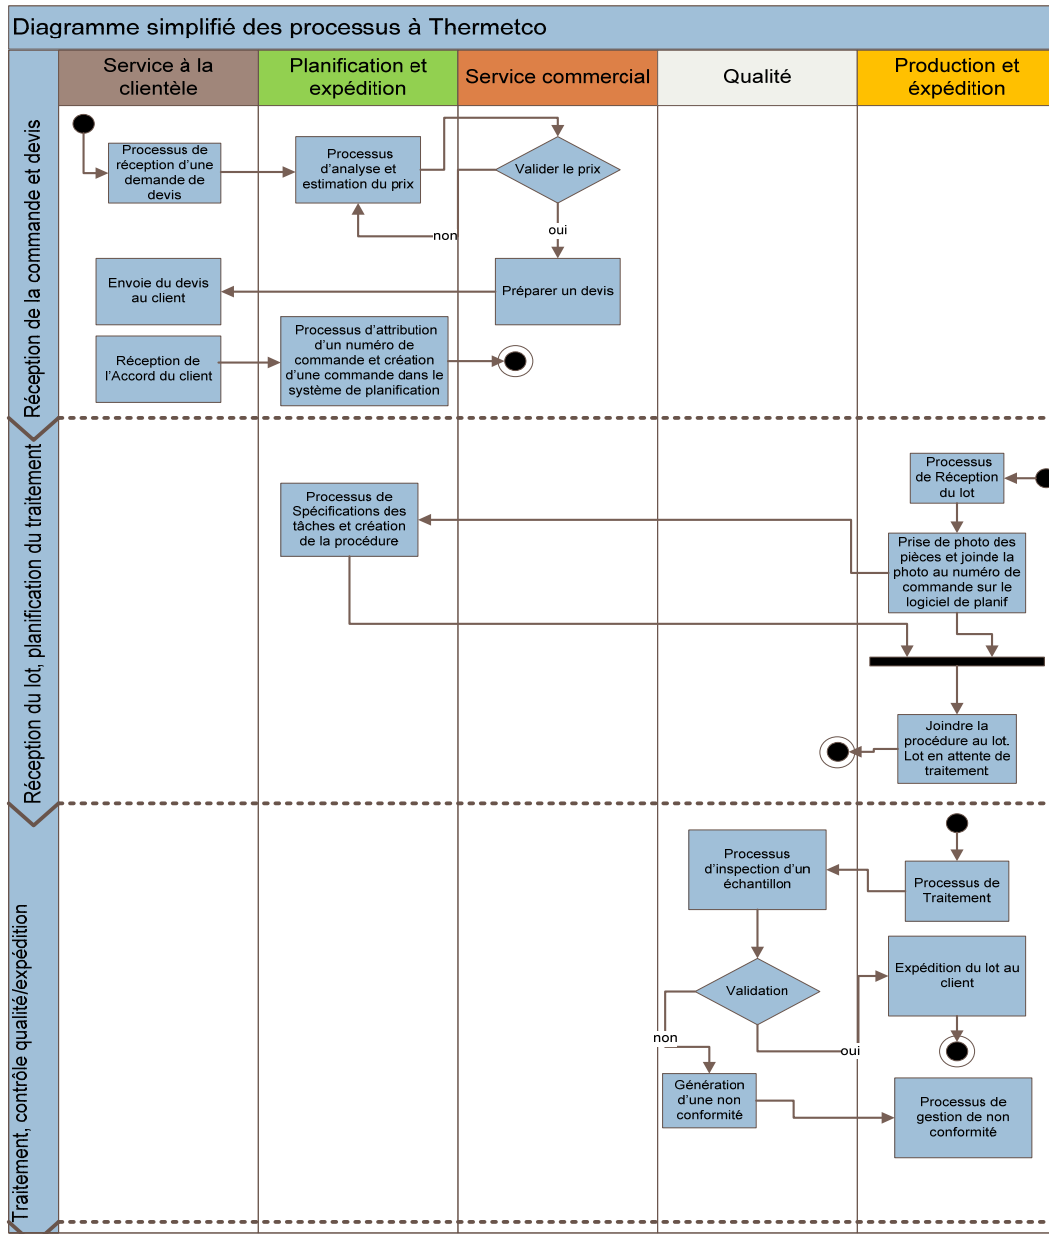 Diagramme simplifié des processus à Thermetco
Service à la
clientèle
Planification et
expédition
Service commercial
Qualité
Production et
éxpédition
Réception de la commande et devis
Processus de
réception d'une
demande de
devis
Processus
d'analyse et
estimation du prix
Valider le prix
non
oui
Envoie du devis
au client
Préparer un devis
Réception de
l'Accord du client
Processus d'attribution
d'un numéro de
commande et création
d'une commande dans le
système de planification
Réception du lot, planification du traitement
Processus
de Réception
du lot
Processus de
Spécifications des
tâches et création
de la procédure
Prise de photo des
pièces et joinde la
photo au numéro de
commande sur le
logiciel de planif
Joindre la
procédure au lot.
Lot en attente de
traitement
Traitement, contrôle qualité/expédition
Processus
d'inspection d'un
échantillon
Processus de
Traitement
Validation
Expédition du lot au
client
non
oui
Génération
d'une non
conformité
Processus de
gestion de non
conformité